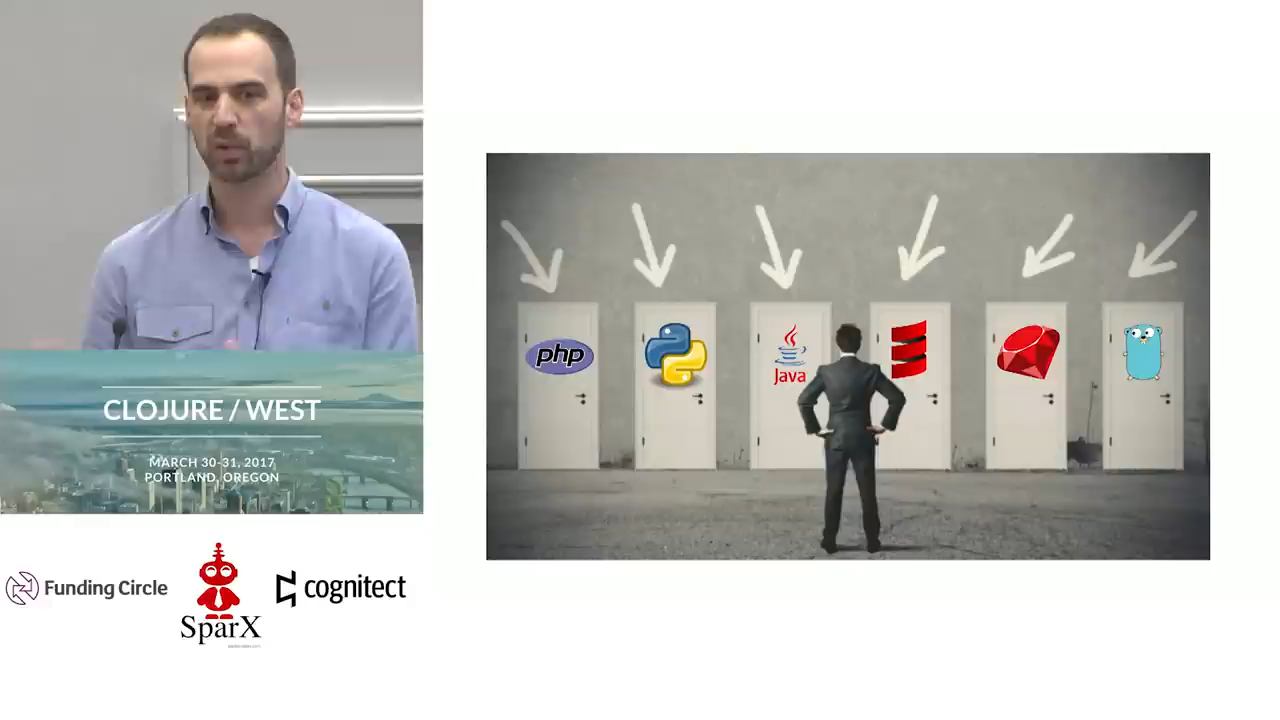 CLOJURE / WEST
MARCH 30-31, 2017
PORTLAND, OREGON
Funding Circle
SparX
cognitect
php
Java